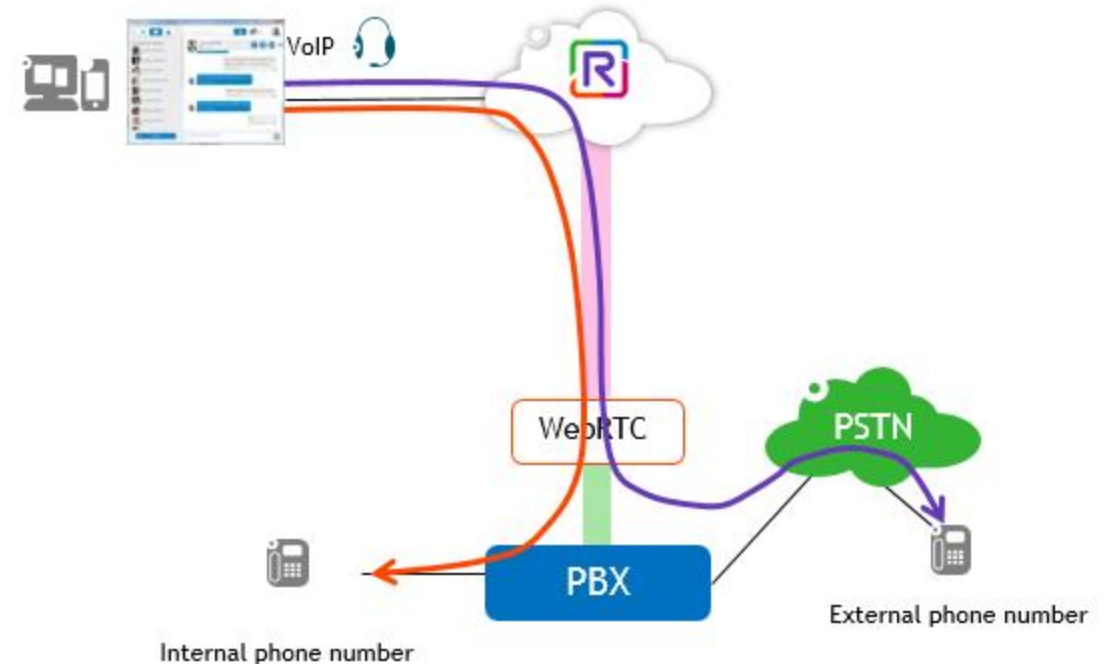 VoIP
R
WebRTC
PSTN
PBX
External phone number
Internal phone number